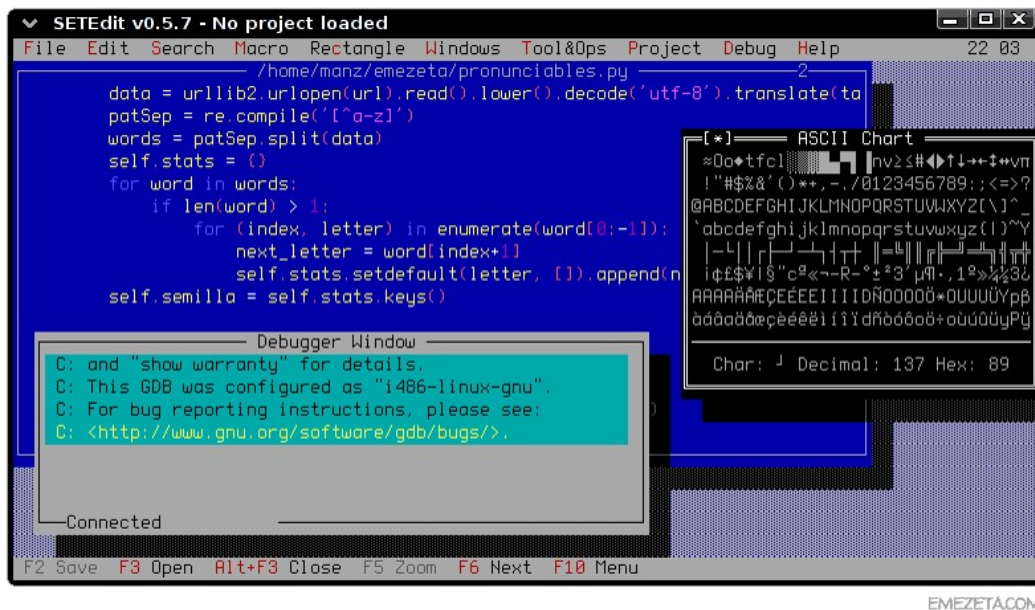 SETEdit v0.5.7 - No project loaded
File Edit Search Macro Rectangle Windows Tool&Ops Project Debug Help 22 03
/home/manz/emezeta/pronunciables.py 2
data = urllib2.urlopen(url).read().lower().decode('utf-8').translate(ta
patSep = re.compile('[^a-z]')
words = patSep.split(data)
self.stats = {}
for word in words:
if len(word) > 1:
for (index, letter) in enumerate(word[0:-1]):
next_letter = word[index+1]
self.stats.setdefault(letter, []).append(n
self.semilla = self.stats.keys()
[*] ASCII Chart
!"#$%&'()*+,-./0123456789:;<=>?
@ABCDEFGHIJKLMNOPQRSTUVWXYZ[\]^_
`abcdefghijklmnopqrstuvwxyz{|}~
Char: ┘ Decimal: 137 Hex: 89
Debugger Window
C: and "show warranty" for details.
C: This GDB was configured as "i486-linux-gnu".
C: For bug reporting instructions, please see:
C: <http://www.gnu.org/software/gdb/bugs/>.
Connected
F2 Save F3 Open Alt+F3 Close F5 Zoom F6 Next F10 Menu
EMEZETA.COM